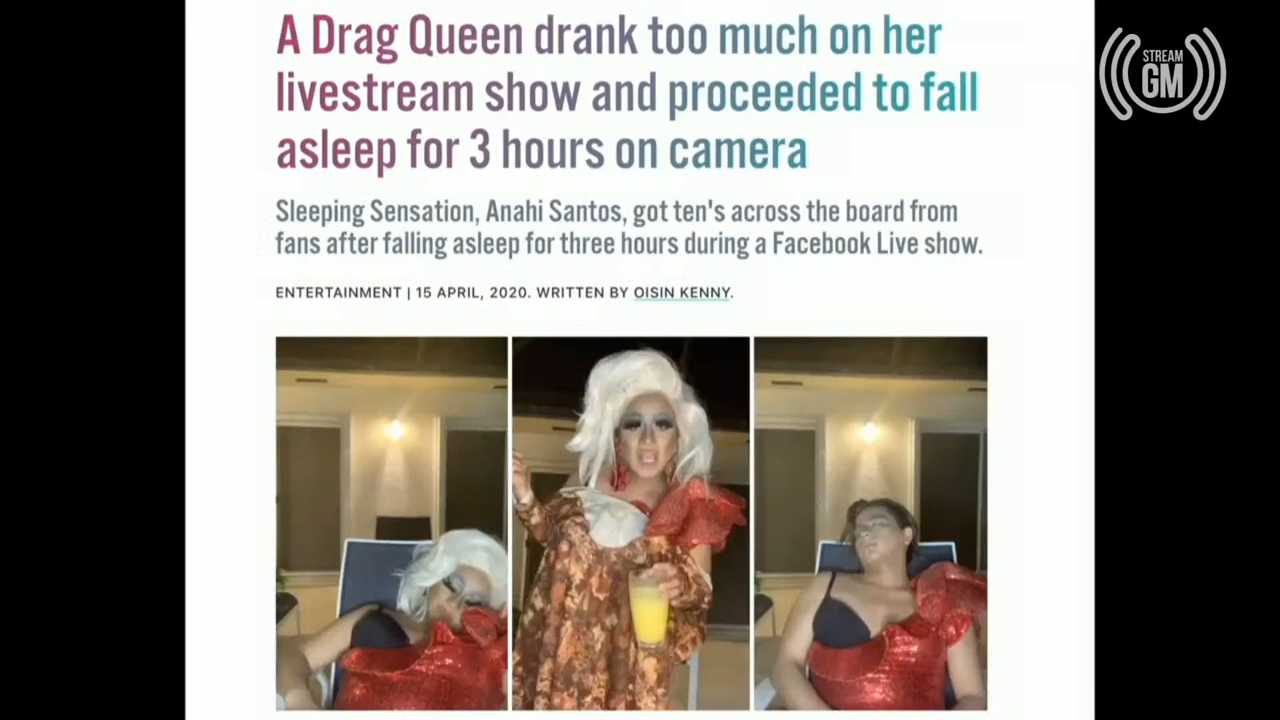 A Drag Queen drank too much on her
livestream show and proceeded to fall
asleep for 3 hours on camera
Sleeping Sensation, Anahi Santos, got ten's across the board from
fans after falling asleep for three hours during a Facebook Live show.
ENTERTAINMENT | 15 APRIL, 2020. WRITTEN BY OISIN KENNY.
STREAM
GM